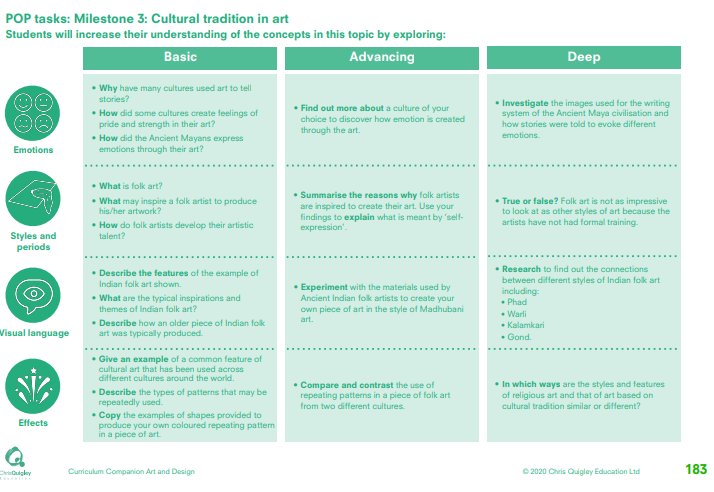 POP tasks: Milestone 3: Cultural tradition in art
Students will increase their understanding of the concepts in this topic by exploring:
Basic
Advancing
Deep
Emotions
• Why have many cultures used art to tell
stories?
• How did some cultures create feelings of
pride and strength in their art?
• How did the Ancient Mayans express
emotions through their art?
• Find out more about a culture of your
choice to discover how emotion is created
through the art.
• Investigate the images used for the writing
system of the Ancient Maya civilisation and
how stories were told to evoke different
emotions.
Styles and
periods
• What is folk art?
• What may inspire a folk artist to produce
his/her artwork?
• How do folk artists develop their artistic
talent?
• Summarise the reasons why folk artists
are inspired to create their art. Use your
findings to explain what is meant by 'self-
expression'.
• True or false? Folk art is not as impressive
to look at as other styles of art because the
artists have not had formal training.
Visual language
• Describe the features of the example of
Indian folk art shown.
• What are the typical inspirations and
themes of Indian folk art?
• Describe how an older piece of Indian folk
art was typically produced.
• Experiment with the materials used by
Ancient Indian folk artists to create your
own piece of art in the style of Madhubani
art.
• Research to find out the connections
between different styles of Indian folk art
including:
• Phad
• Warli
• Kalamkari
• Gond.
Effects
• Give an example of a common feature of
cultural art that has been used across
different cultures around the world.
• Describe the types of patterns that may be
repeatedly used.
• Copy the examples of shapes provided to
produce your own coloured repeating pattern
in a piece of art.
• Compare and contrast the use of
repeating patterns in a piece of folk art
from two different cultures.
• In which ways are the styles and features
of religious art and that of art based on
cultural tradition similar or different?
ChrisQuigley
Education
Curriculum Companion Art and Design
© 2020 Chris Quigley Education Ltd
183